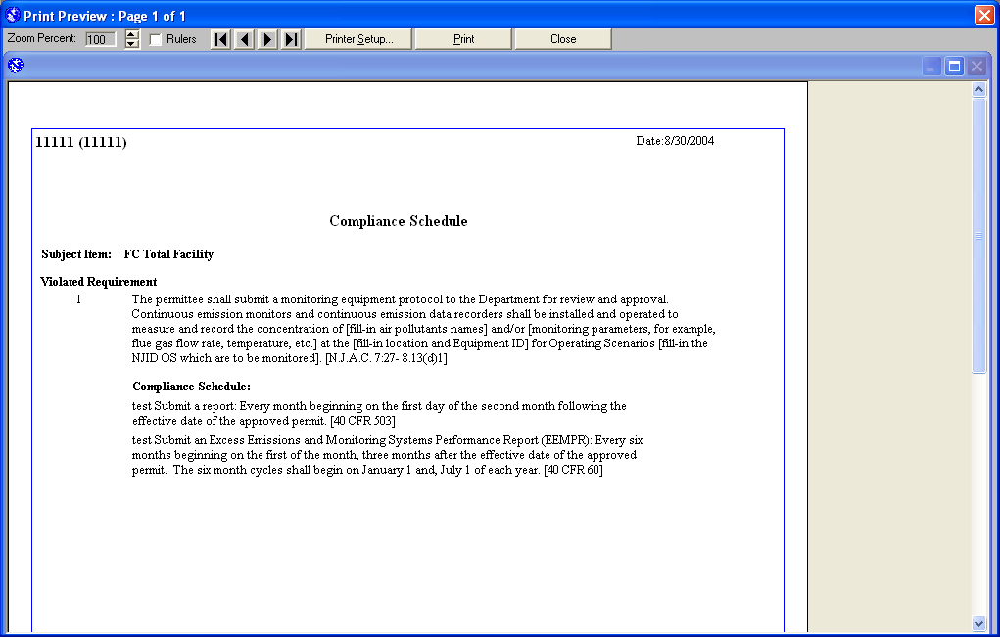 Print Preview : Page 1 of 1
Zoom Percent: 100 Rulers Printer Setup... Print Close
11111 (11111) Date:8/30/2004
Compliance Schedule
Subject Item: FC Total Facility
Violated Requirement
1 The permittee shall submit a monitoring equipment protocol to the Department for review and approval.
Continuous emission monitors and continuous emission data recorders shall be installed and operated to
measure and record the concentration of [fill-in air pollutants names] and/or [monitoring parameters, for example,
flue gas flow rate, temperature, etc.] at the [fill-in location and Equipment ID] for Operating Scenarios [fill-in the
NJID OS which are to be monitored]. [N.J.A.C. 7:27- 8.13(d)1]
Compliance Schedule:
test Submit a report: Every month beginning on the first day of the second month following the
effective date of the approved permit. [40 CFR 503]
test Submit an Excess Emissions and Monitoring Systems Performance Report (EEMPR): Every six
months beginning on the first of the month, three months after the effective date of the approved
permit.  The six month cycles shall begin on January 1 and, July 1 of each year. [40 CFR 60]